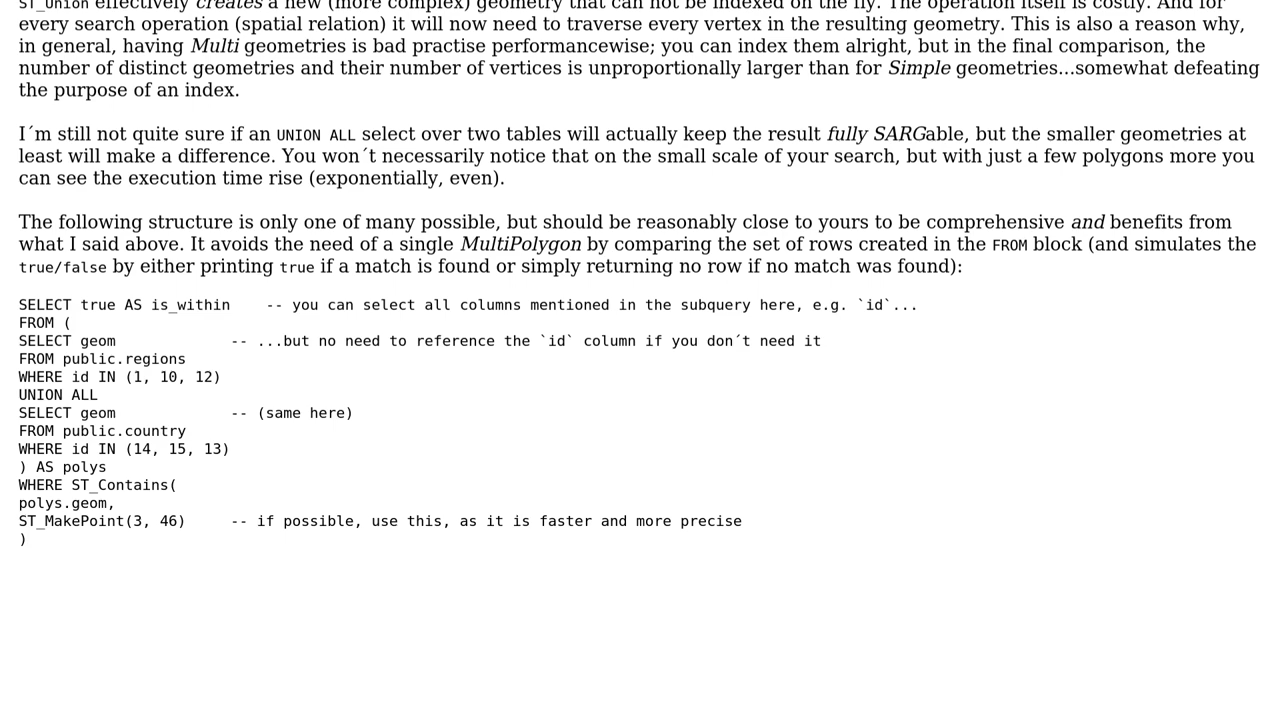 ST_Union effectively creates a new (more complex) geometry that can not be indexed on the fly. The operation itself is costly. And for
every search operation (spatial relation) it will now need to traverse every vertex in the resulting geometry. This is also a reason why,
in general, having Multi geometries is bad practise performancewise; you can index them alright, but in the final comparison, the
number of distinct geometries and their number of vertices is unproportionally larger than for Simple geometries...somewhat defeating
the purpose of an index.
I´m still not quite sure if an UNION ALL select over two tables will actually keep the result fully SARGable, but the smaller geometries at
least will make a difference. You won´t necessarily notice that on the small scale of your search, but with just a few polygons more you
can see the execution time rise (exponentially, even).
The following structure is only one of many possible, but should be reasonably close to yours to be comprehensive and benefits from
what I said above. It avoids the need of a single MultiPolygon by comparing the set of rows created in the FROM block (and simulates the
true/false by either printing true if a match is found or simply returning no row if no match was found):
SELECT true AS is_within    -- you can select all columns mentioned in the subquery here, e.g. `id`...
FROM (
SELECT geom             -- ...but no need to reference the `id` column if you don´t need it
FROM public.regions
WHERE id IN (1, 10, 12)
UNION ALL
SELECT geom             -- (same here)
FROM public.country
WHERE id IN (14, 15, 13)
) AS polys
WHERE ST_Contains(
polys.geom,
ST_MakePoint(3, 46)     -- if possible, use this, as it is faster and more precise
)